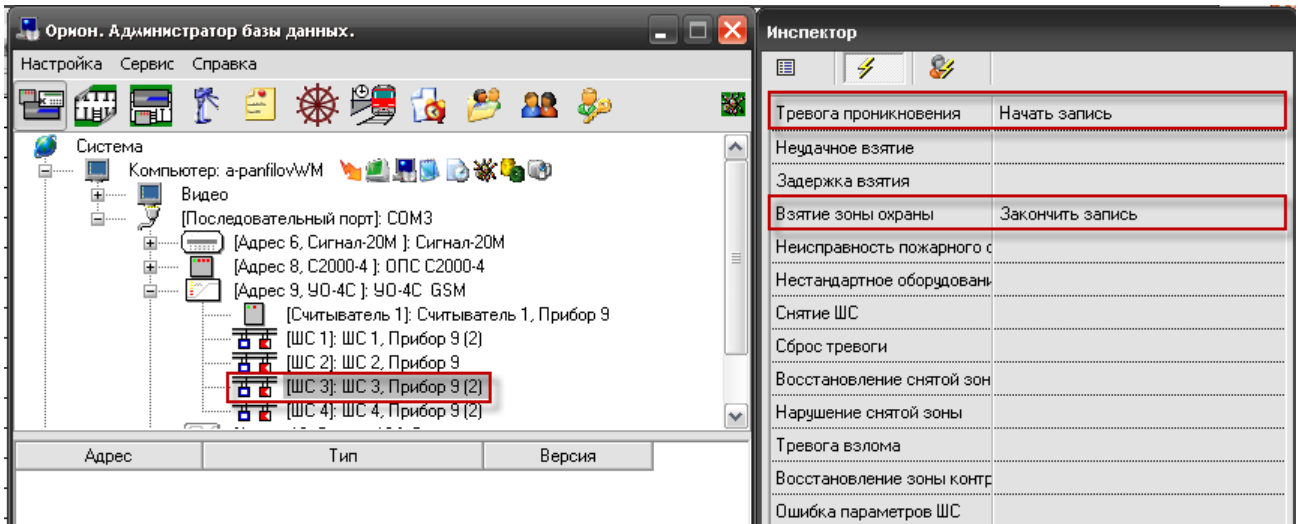 Орион. Администратор базы данных.
Настройка Сервис Справка
Система
Компьютер: a-panfilovWM
Видео
[Последовательный порт]: COM3
[Адрес 6, Сигнал-20М ]: Сигнал-20М
[Адрес 8, С2000-4 ]: ОПС С2000-4
[Адрес 9, УО-4С ]: УО-4С GSM
[Считыватель 1]: Считыватель 1, Прибор 9
[ШС 1]: ШС 1, Прибор 9 (2)
[ШС 2]: ШС 2, Прибор 9
[ШС 3]: ШС 3, Прибор 9 (2)
[ШС 4]: ШС 4, Прибор 9 (2)
Адрес Тип Версия
Инспектор
Тревога проникновения Начать запись
Неудачное взятие
Задержка взятия
Взятие зоны охраны Закончить запись
Неисправность пожарного о
Нестандартное оборудован
Снятие ШС
Сброс тревоги
Восстановление снятой зон
Нарушение снятой зоны
Тревога взлома
Восстановление зоны контр
Ошибка параметров ШС